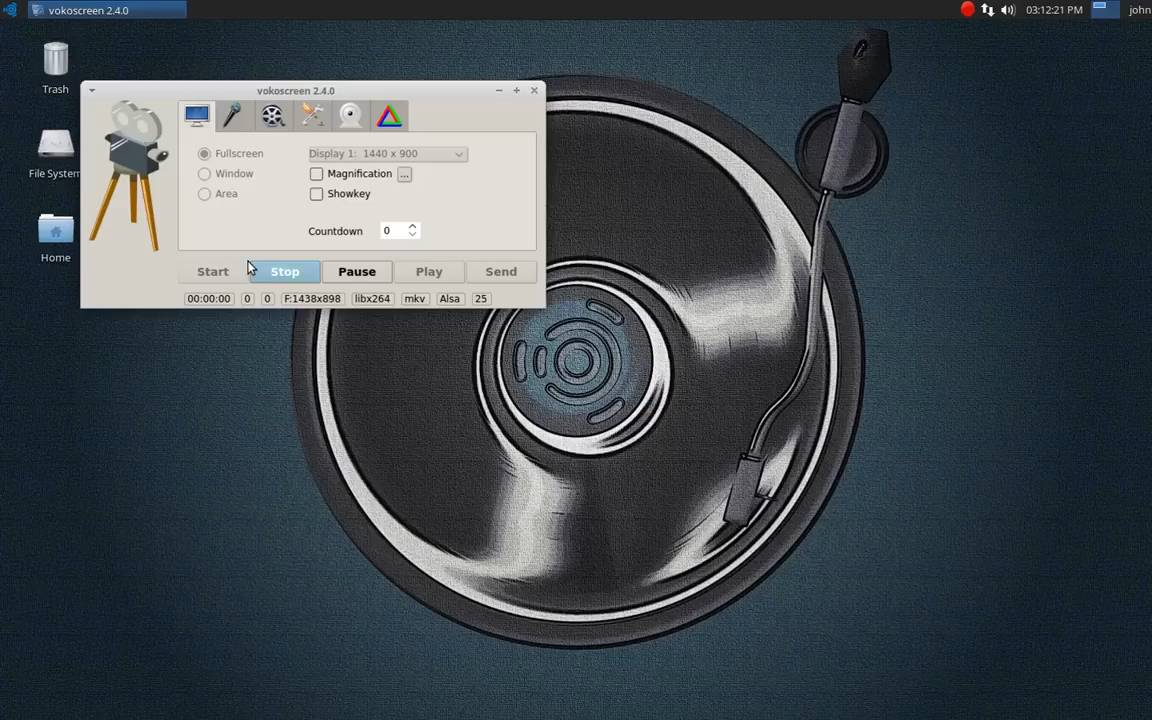 vokoscreen 2.4.0
03:12:21 PM
john
Trash
File System
Home
vokoscreen 2.4.0
Fullscreen
Display 1: 1440 x 900
Window
Magnification
...
Area
Showkey
Countdown
0
Start
Stop
Pause
Play
Send
00:00:00
0
0
F:1438x898
libx264
mkv
Alsa
25